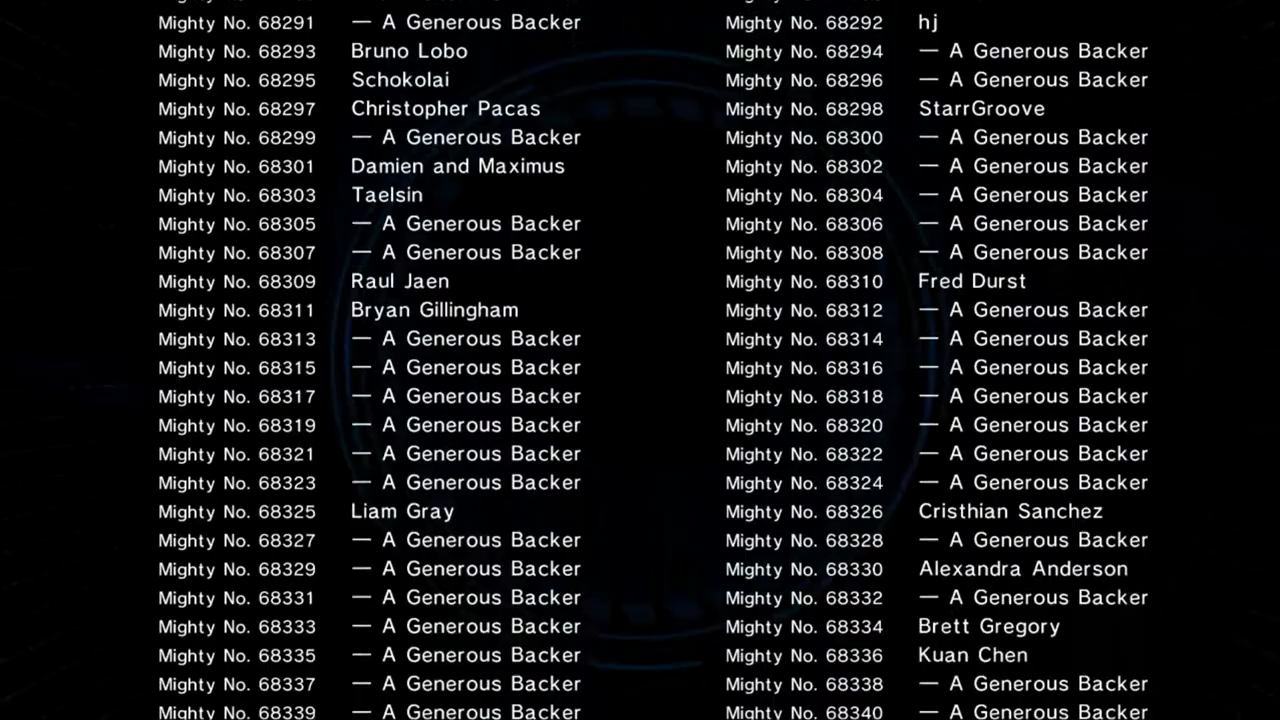 Mighty No. 68291 — A Generous Backer Mighty No. 68292 hj
Mighty No. 68293 Bruno Lobo Mighty No. 68294 — A Generous Backer
Mighty No. 68295 Schokolai Mighty No. 68296 — A Generous Backer
Mighty No. 68297 Christopher Pacas Mighty No. 68298 StarrGroove
Mighty No. 68299 — A Generous Backer Mighty No. 68300 — A Generous Backer
Mighty No. 68301 Damien and Maximus Mighty No. 68302 — A Generous Backer
Mighty No. 68303 Taelsin Mighty No. 68304 — A Generous Backer
Mighty No. 68305 — A Generous Backer Mighty No. 68306 — A Generous Backer
Mighty No. 68307 — A Generous Backer Mighty No. 68308 — A Generous Backer
Mighty No. 68309 Raul Jaen Mighty No. 68310 Fred Durst
Mighty No. 68311 Bryan Gillingham Mighty No. 68312 — A Generous Backer
Mighty No. 68313 — A Generous Backer Mighty No. 68314 — A Generous Backer
Mighty No. 68315 — A Generous Backer Mighty No. 68316 — A Generous Backer
Mighty No. 68317 — A Generous Backer Mighty No. 68318 — A Generous Backer
Mighty No. 68319 — A Generous Backer Mighty No. 68320 — A Generous Backer
Mighty No. 68321 — A Generous Backer Mighty No. 68322 — A Generous Backer
Mighty No. 68323 — A Generous Backer Mighty No. 68324 — A Generous Backer
Mighty No. 68325 Liam Gray Mighty No. 68326 Cristhian Sanchez
Mighty No. 68327 — A Generous Backer Mighty No. 68328 — A Generous Backer
Mighty No. 68329 — A Generous Backer Mighty No. 68330 Alexandra Anderson
Mighty No. 68331 — A Generous Backer Mighty No. 68332 — A Generous Backer
Mighty No. 68333 — A Generous Backer Mighty No. 68334 Brett Gregory
Mighty No. 68335 — A Generous Backer Mighty No. 68336 Kuan Chen
Mighty No. 68337 — A Generous Backer Mighty No. 68338 — A Generous Backer
Mighty No. 68339 — A Generous Backer Mighty No. 68340 — A Generous Backer